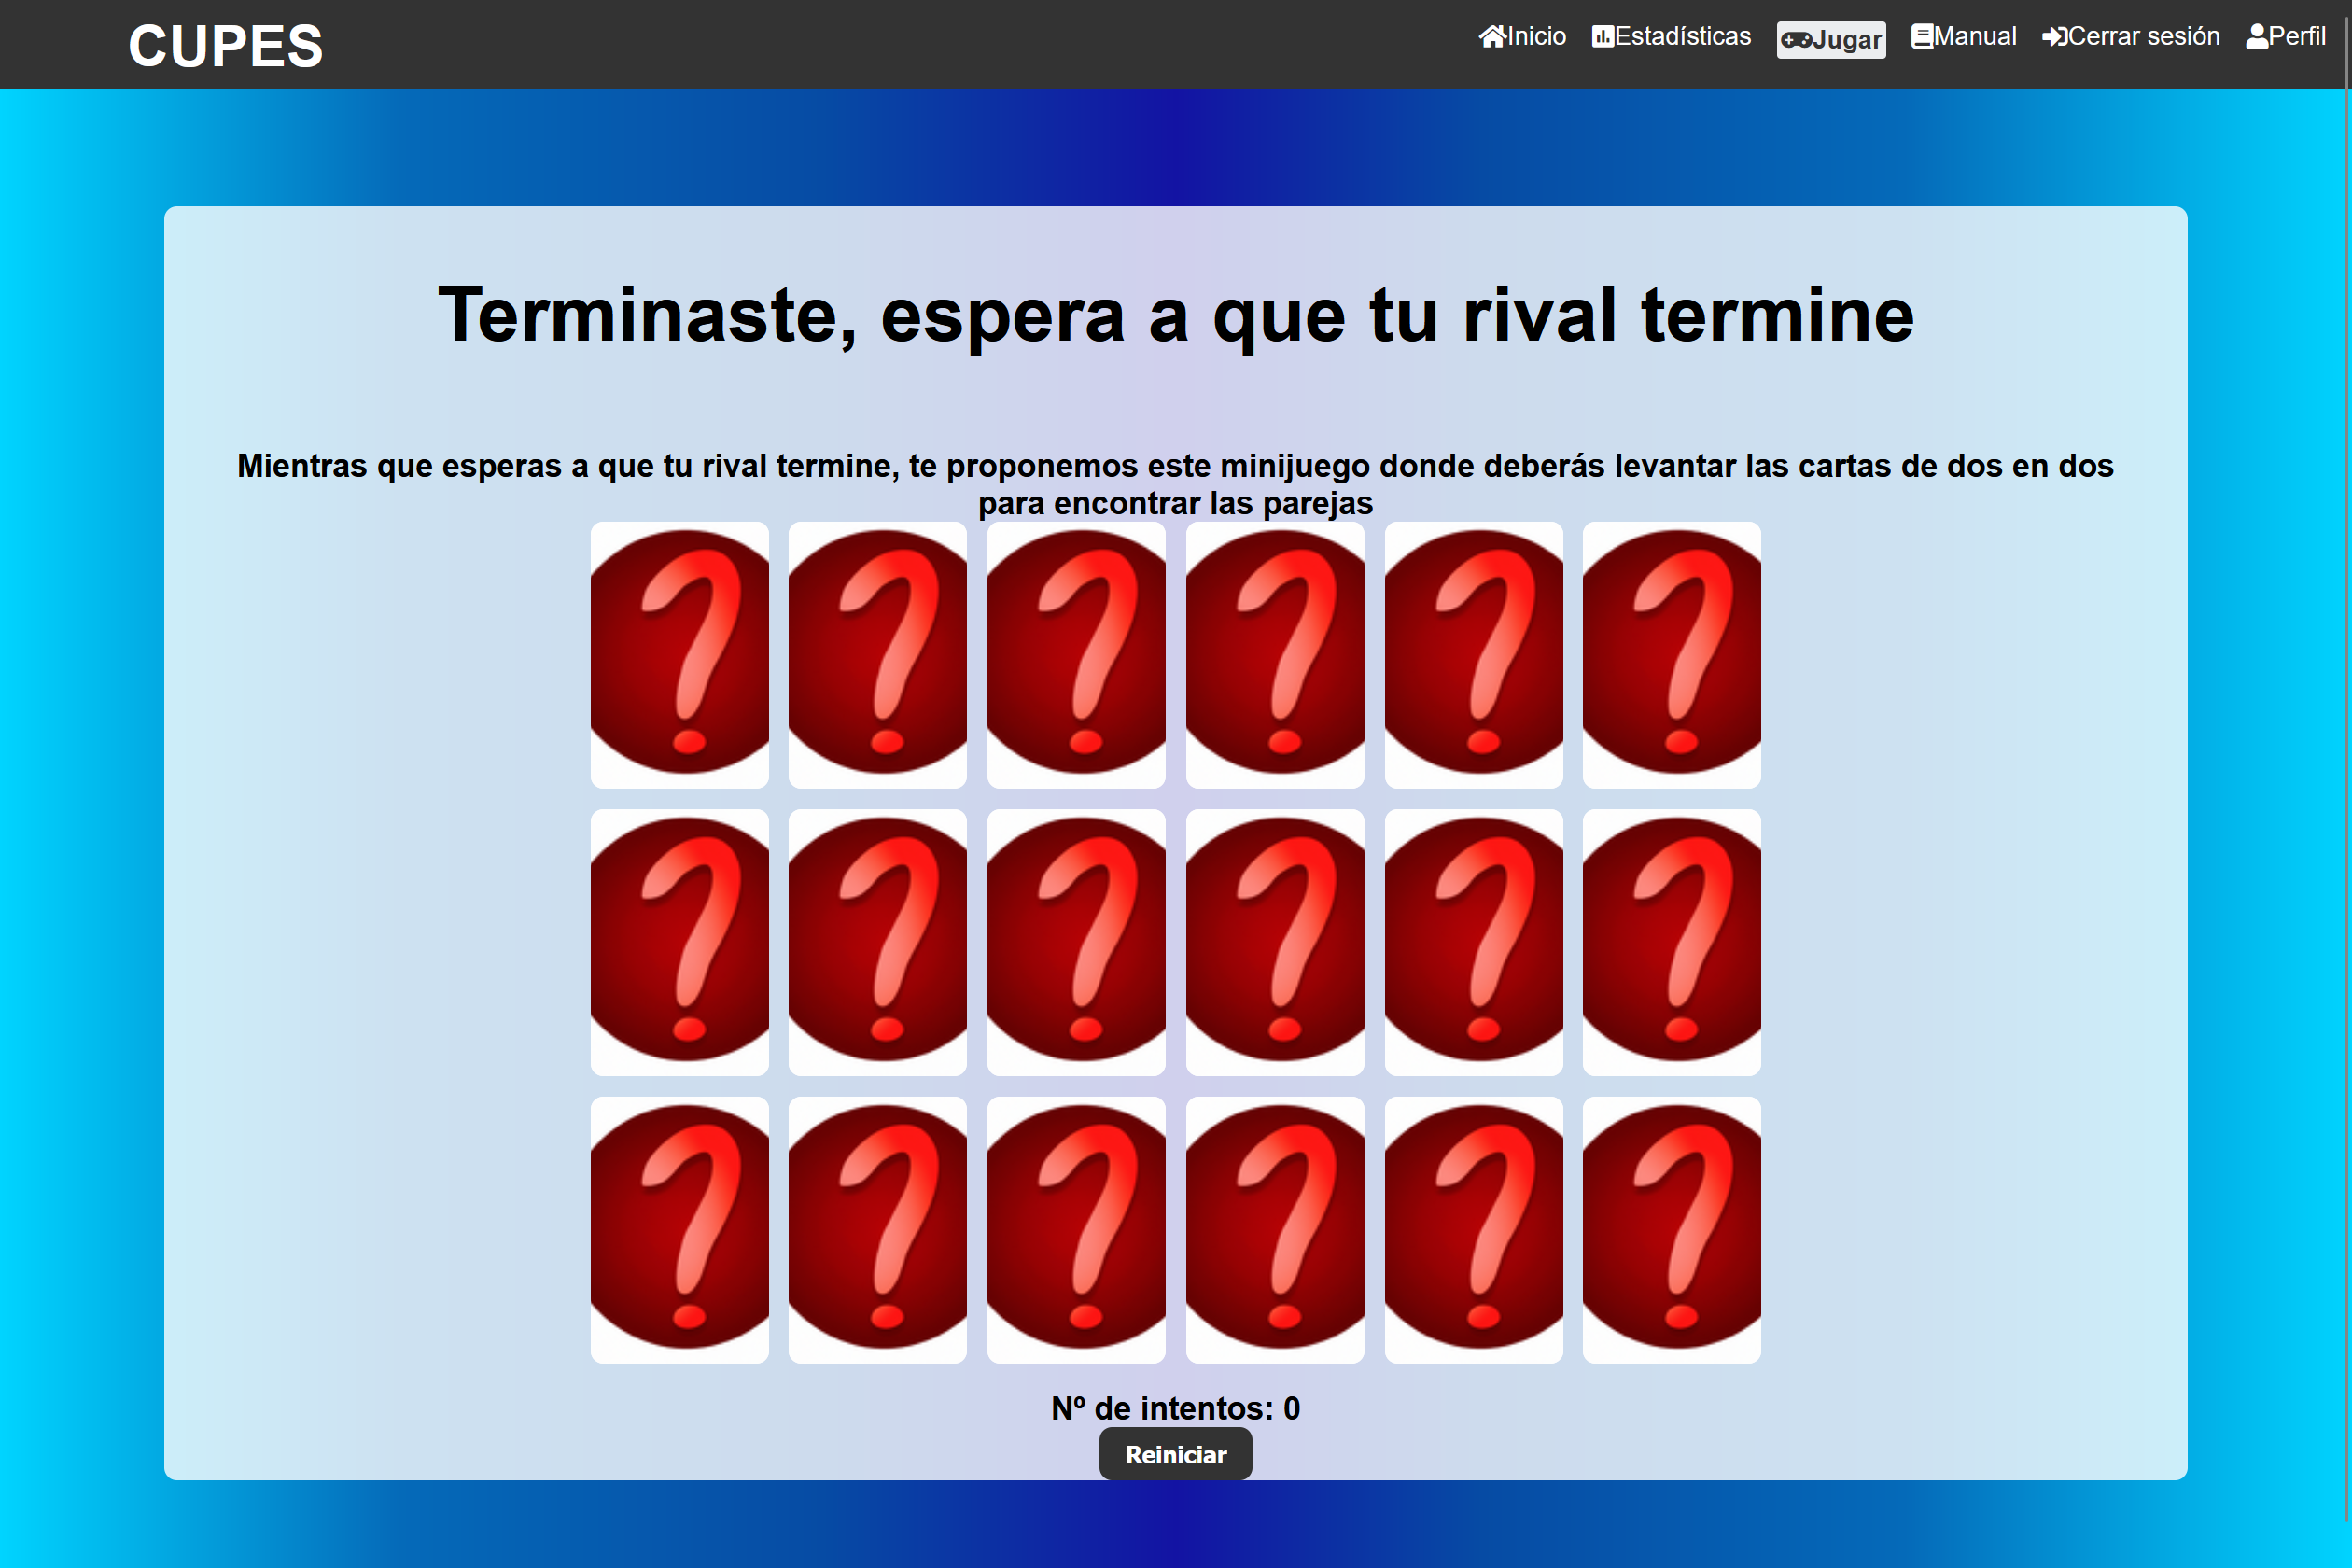 CUPES
Inicio Estadísticas Jugar Manual Cerrar sesión Perfil
Terminaste, espera a que tu rival termine
Mientras que esperas a que tu rival termine, te proponemos este minijuego donde deberás levantar las cartas de dos en dos
para encontrar las parejas
? ? ? ? ? ?
? ? ? ? ? ?
? ? ? ? ? ?
Nº de intentos: 0
Reiniciar